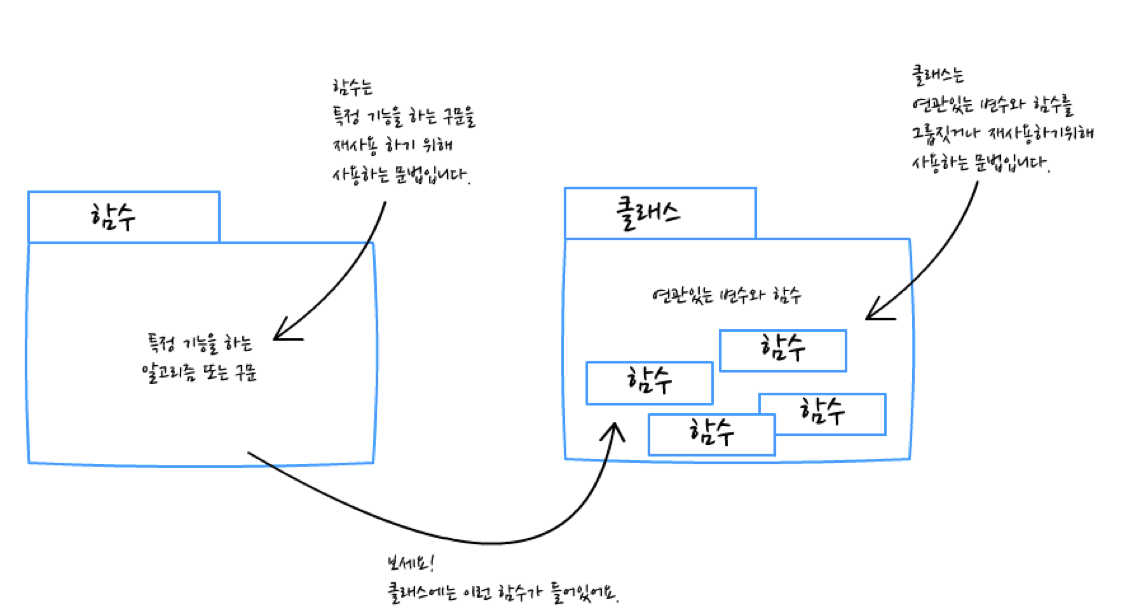 함수는
특정 기능을 하는 구문을
재사용 하기 위해
사용하는 문법입니다.
함수
특정 기능을 하는
알고리즘 또는 구문
클래스는
연관있는 변수와 함수를
그룹짓거나 재사용하기위해
사용하는 문법입니다.
클래스
연관있는 변수와 함수
함수
함수
함수
함수
보세요!
클래스에는 이런 함수가 들어있어요.